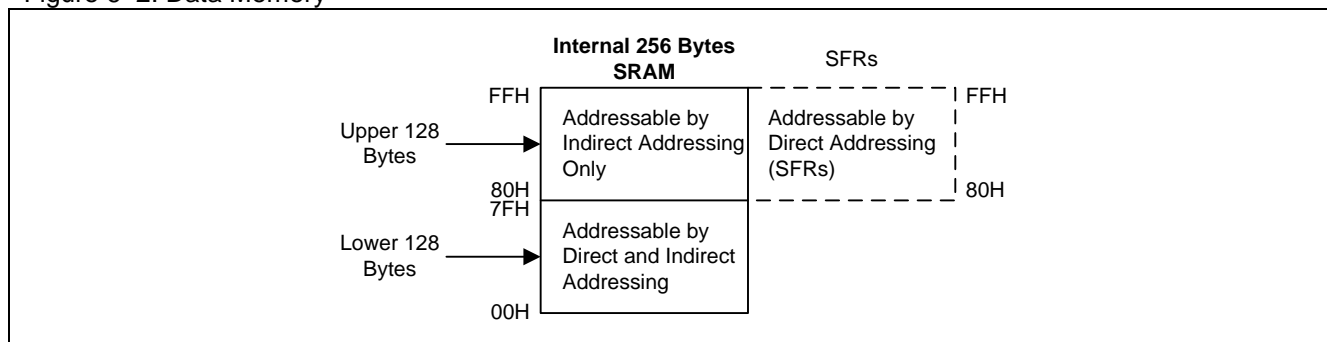 Figure 8-2. Data Memory
Internal 256 Bytes
SRAM
SFRs
FFH
FFH
Upper 128
Bytes
Addressable by
Indirect Addressing
Only
Addressable by
Direct Addressing
(SFRs)
80H
80H
7FH
Lower 128
Bytes
Addressable by
Direct and Indirect
Addressing
00H